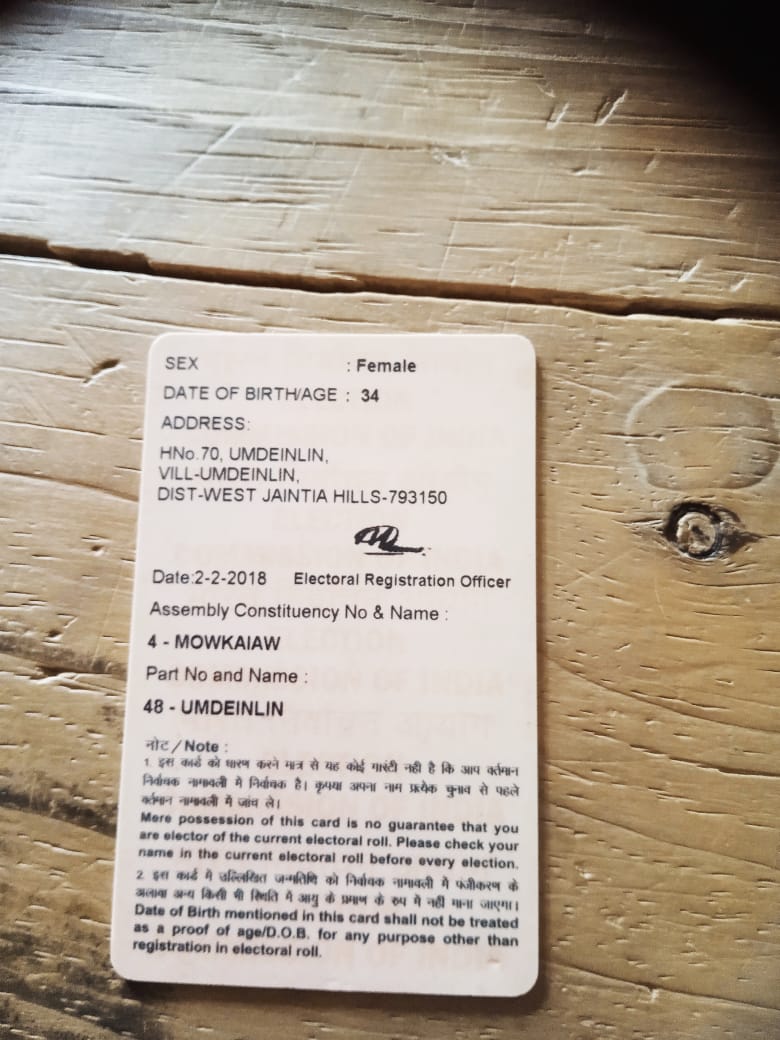 SEX : Female
DATE OF BIRTH/AGE : 34
ADDRESS:
HNo.70, UMDEINLIN,
VILL-UMDEINLIN,
DIST-WEST JAINTIA HILLS-793150
Date:2-2-2018 Electoral Registration Officer
Assembly Constituency No & Name :
4 - MOWKAIAW
Part No and Name :
48 - UMDEINLIN
नोट / Note :
1. इस कार्ड को धारण करने मात्र से यह कोई गारंटी नही है कि आप वर्तमान
निर्वाचक नामावली में निर्वाचक है। कृपया अपना नाम प्रत्येक चुनाव से पहले
वर्तमान नामावली में जांच ले।
Mere possession of this card is no guarantee that you
are elector of the current electoral roll. Please check your
name in the current electoral roll before every election.
2. इस कार्ड में उल्लिखित जन्मतिथि को निर्वाचक नामावली में पंजीकरण के
अलावा अन्य किसी भी स्थिति में आयु के प्रमाण के रुप में नही माना जाएगा।
Date of Birth mentioned in this card shall not be treated
as a proof of age/D.O.B. for any purpose other than
registration in electoral roll.